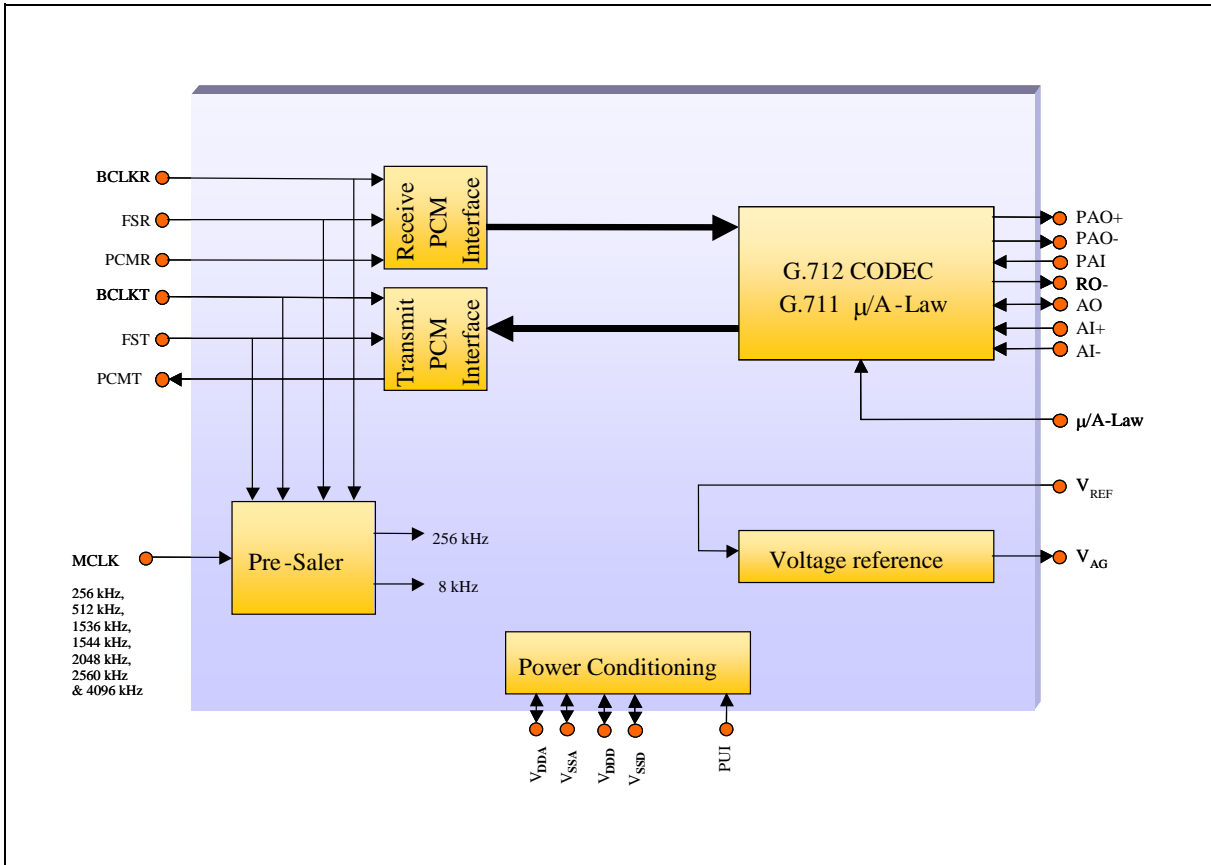 BCLKR
FSR
PCMR
BCLKT
FST
PCMT
Receive
PCM
Interface
Transmit
PCM
Interface
G.712 CODEC
G.711 μ/A-Law
PAO+
PAO-
PAI
RO-
AO
AI+
AI-
μ/A-Law
VREF
Voltage reference
VAG
MCLK
256 kHz,
512 kHz,
1536 kHz,
1544 kHz,
2048 kHz,
2560 kHz
& 4096 kHz
Pre-Saler
256 kHz
8 kHz
Power Conditioning
VDDA
VSSA
VDDD
VSSD
PUI